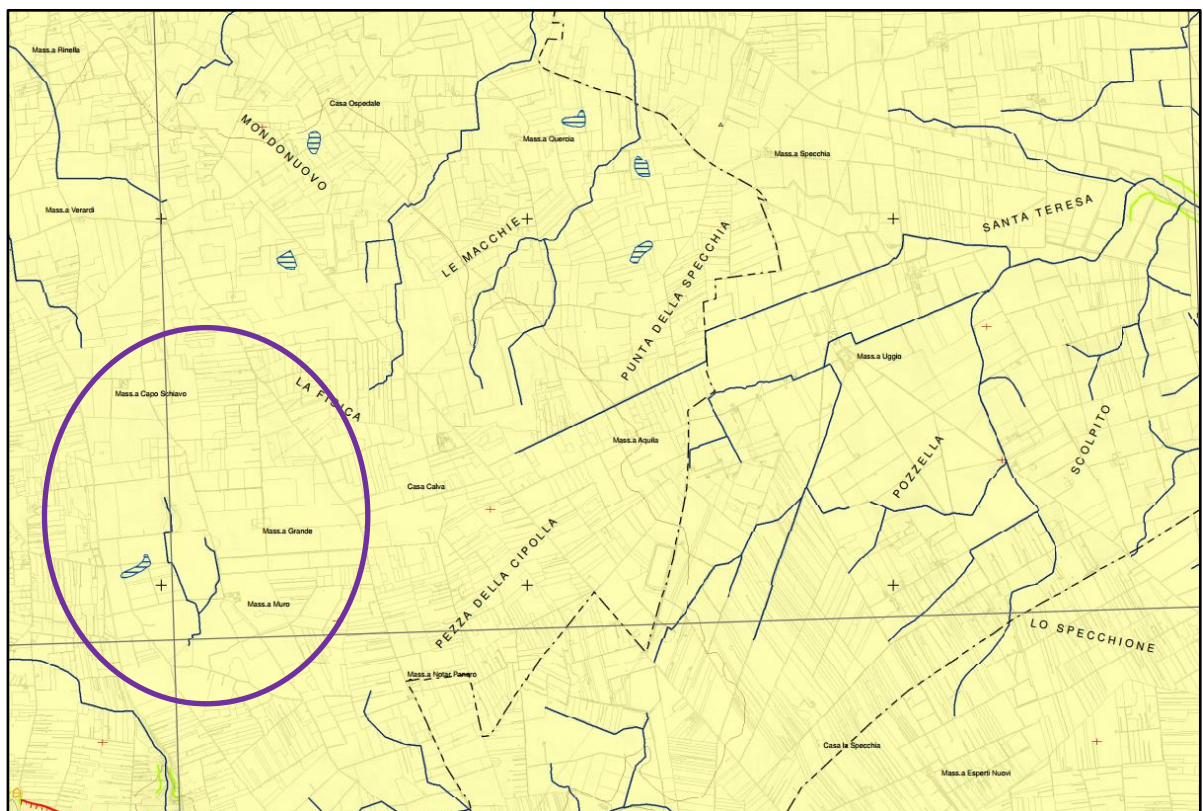 Mass.a Rinella
Casa Ospedale
MONDONUOVO
Mass.a Quercia
Mass.a Specchia
Mass.a Verardi
LE MACCHIE
SANTA TERESA
PUNTA DELLA SPECCHIA
Mass.a Uggio
Mass.a Capo Schiavo
LA FISICA
Mass.a Aquila
POZZELLA
SCOLPITO
Casa Calva
Mass.a Grande
PEZZA DELLA CIPOLLA
Mass.a Muro
LO SPECCHIONE
Mass.a Notar Panaro
Casa la Specchia
Mass.a Esperti Nuovi